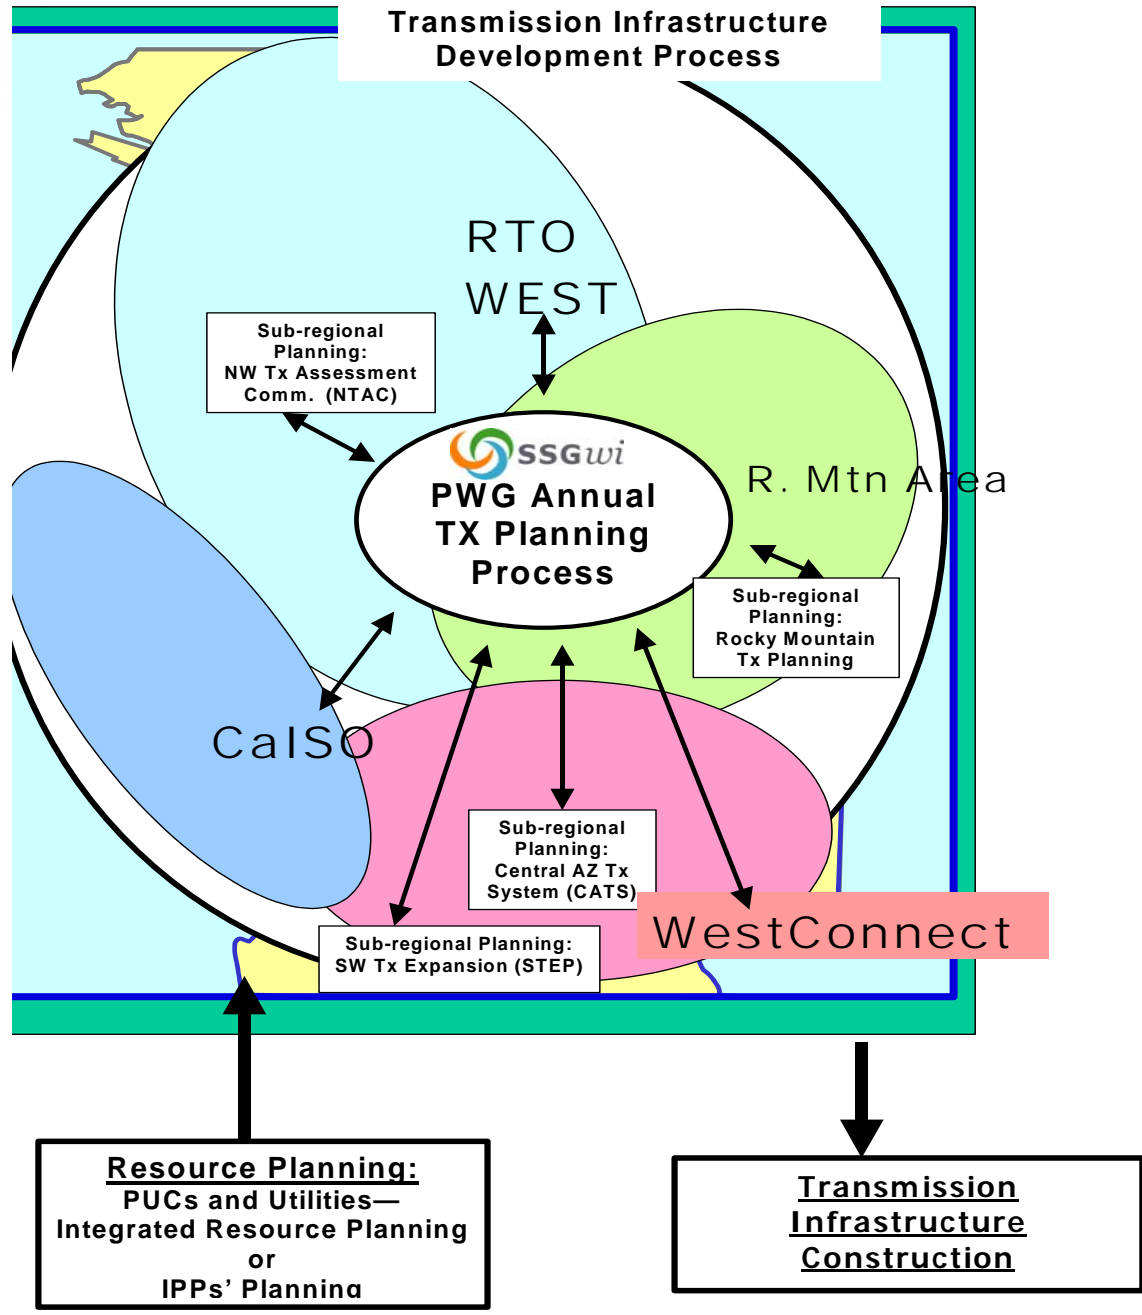 Transmission Infrastructure
Development Process
RTO
WEST
Sub-regional
Planning:
NW Tx Assessment
Comm. (NTAC)
SSGwi
PWG Annual
TX Planning
Process
R. Mtn Area
Sub-regional
Planning:
Rocky Mountain
Tx Planning
CaISO
Sub-regional
Planning:
Central AZ Tx
System (CATS)
WestConnect
Sub-regional Planning:
SW Tx Expansion (STEP)
Resource Planning:
PUCs and Utilities—
Integrated Resource Planning
or
IPPs’ Planning
Transmission
Infrastructure
Construction